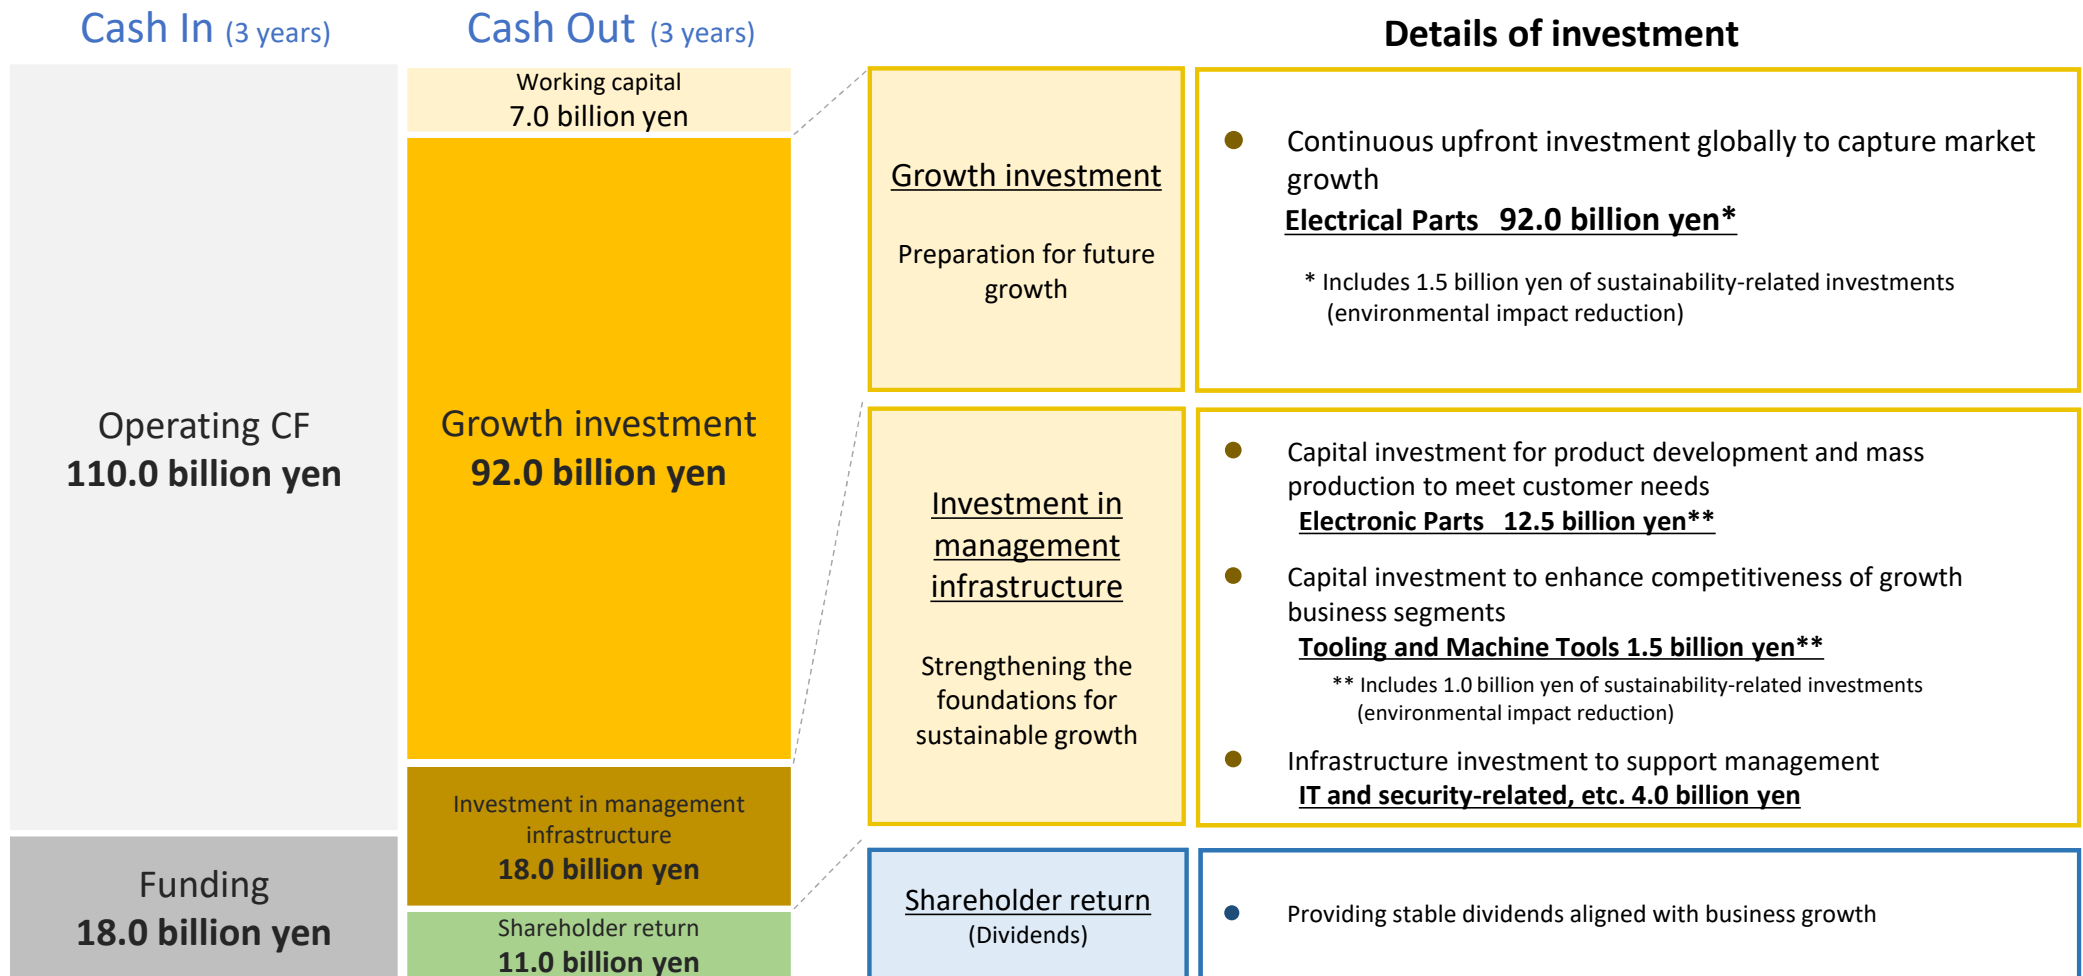 Cash In (3 years)
Cash Out (3 years)
Details of investment
Operating CF
110.0 billion yen
Funding
18.0 billion yen
Working capital
7.0 billion yen
Growth investment
92.0 billion yen
Investment in management
infrastructure
18.0 billion yen
Shareholder return
11.0 billion yen
Growth investment
Preparation for future
growth
● Continuous upfront investment globally to capture market
growth
Electrical Parts 92.0 billion yen*
* Includes 1.5 billion yen of sustainability-related investments
(environmental impact reduction)
Investment in
management
infrastructure
Strengthening the
foundations for
sustainable growth
● Capital investment for product development and mass
production to meet customer needs
Electronic Parts 12.5 billion yen**
● Capital investment to enhance competitiveness of growth
business segments
Tooling and Machine Tools 1.5 billion yen**
** Includes 1.0 billion yen of sustainability-related investments
(environmental impact reduction)
● Infrastructure investment to support management
IT and security-related, etc. 4.0 billion yen
Shareholder return
(Dividends)
● Providing stable dividends aligned with business growth